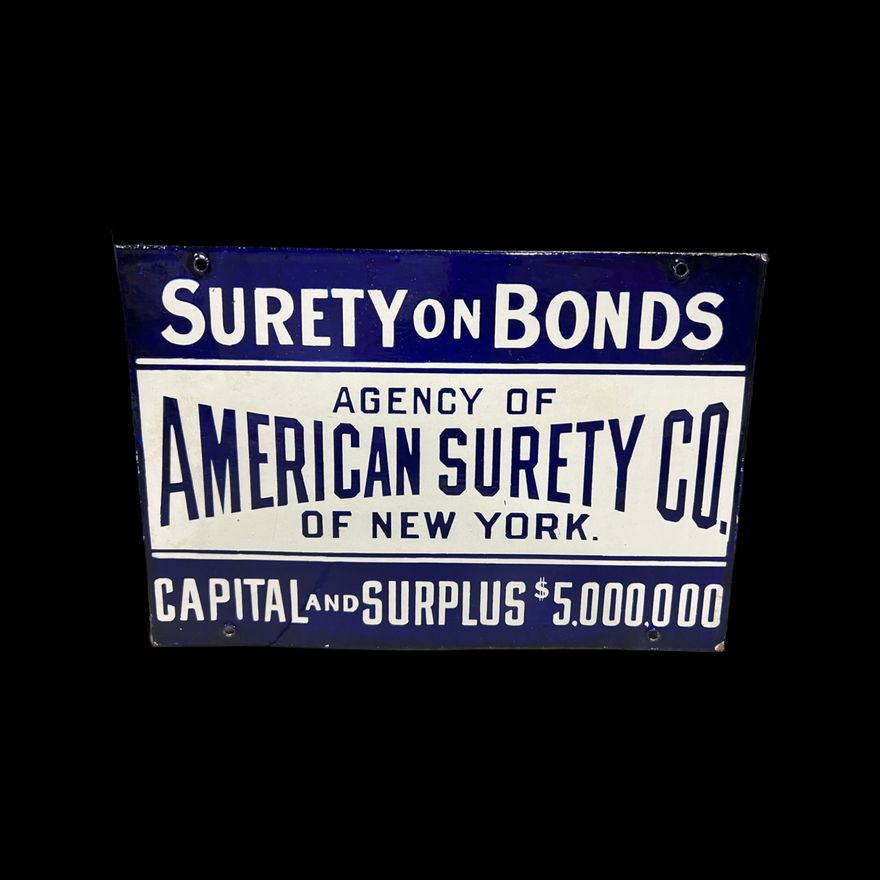 SURETY ON BONDS
AGENCY OF
AMERICAN SURETY CO.
OF NEW YORK.
CAPITAL AND SURPLUS $5,000,000